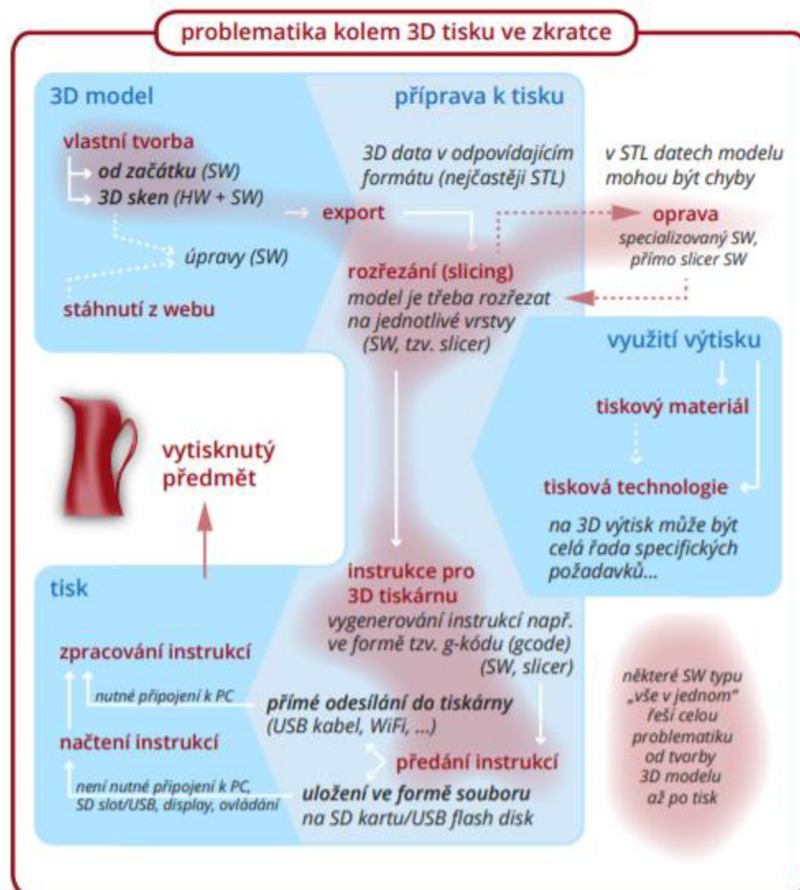 problematika kolem 3D tisku ve zkratce
3D model
vlastní tvorba
od začátku (SW)
3D sken (HW + SW)
úpravy (SW)
stáhnutí z webu
příprava k tisku
3D data v odpovídajícím
formátu (nejčastěji STL)
export
rozřezání (slicing)
model je třeba rozřezat
na jednotlivé vrstvy
(SW, tzv. slicer)
v STL datech modelu
mohou být chyby
oprava
specializovaný SW,
přímo slicer SW
využití výtisku
tiskový materiál
tisková technologie
na 3D výtisk může být
celá řada specifických
požadavků...
vytisknutý
předmět
instrukce pro
3D tiskárnu
vygenerování instrukcí např.
ve formě tzv. g-kódu (gcode)
(SW, slicer)
přímé odesílání do tiskárny
(USB kabel, WiFi, ...)
předání instrukcí
uložení ve formě souboru
na SD kartu/USB flash disk
tisk
zpracování instrukcí
nutné připojení k PC
načtení instrukcí
není nutné připojení k PC,
SD slot/USB, display, ovládání
některé SW typu
„vše v jednom“
řeší celou
problematiku
od tvorby
3D modelu
až po tisk